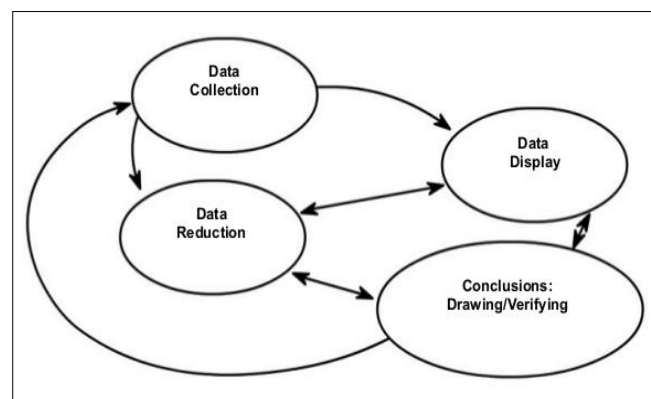 Data
Collection
Data
Display
Data
Reduction
Conclusions:
Drawing/Verifying